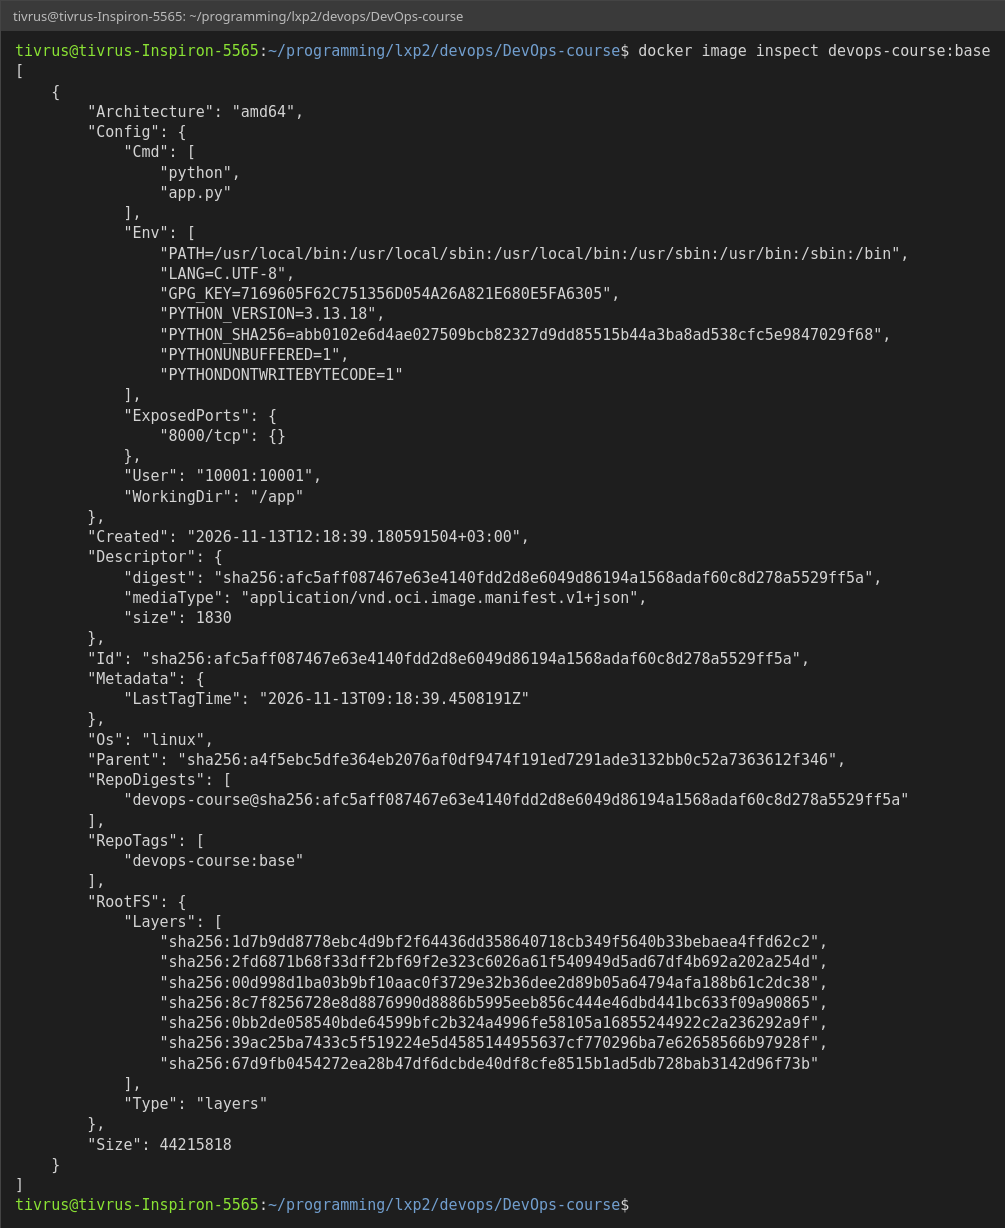 tivrus@tivrus-Inspiron-5565: ~/programming/lxp2/devops/DevOps-course
tivrus@tivrus-Inspiron-5565:~/programming/lxp2/devops/DevOps-course$ docker image inspect devops-course:base
[
    {
        "Architecture": "amd64",
        "Config": {
            "Cmd": [
                "python",
                "app.py"
            ],
            "Env": [
                "PATH=/usr/local/bin:/usr/local/sbin:/usr/local/bin:/usr/sbin:/usr/bin:/sbin:/bin",
                "LANG=C.UTF-8",
                "GPG_KEY=7169605F62C751356D054A26A821E680E5FA6305",
                "PYTHON_VERSION=3.13.18",
                "PYTHON_SHA256=abb0102e6d4ae027509bcb82327d9dd85515b44a3ba8ad538cfc5e9847029f68",
                "PYTHONUNBUFFERED=1",
                "PYTHONDONTWRITEBYTECODE=1"
            ],
            "ExposedPorts": {
                "8000/tcp": {}
            },
            "User": "10001:10001",
            "WorkingDir": "/app"
        },
        "Created": "2026-11-13T12:18:39.180591504+03:00",
        "Descriptor": {
            "digest": "sha256:afc5aff087467e63e4140fdd2d8e6049d86194a1568adaf60c8d278a5529ff5a",
            "mediaType": "application/vnd.oci.image.manifest.v1+json",
            "size": 1830
        },
        "Id": "sha256:afc5aff087467e63e4140fdd2d8e6049d86194a1568adaf60c8d278a5529ff5a",
        "Metadata": {
            "LastTagTime": "2026-11-13T09:18:39.4508191Z"
        },
        "Os": "linux",
        "Parent": "sha256:a4f5ebc5dfe364eb2076af0df9474f191ed7291ade3132bb0c52a7363612f346",
        "RepoDigests": [
            "devops-course@sha256:afc5aff087467e63e4140fdd2d8e6049d86194a1568adaf60c8d278a5529ff5a"
        ],
        "RepoTags": [
            "devops-course:base"
        ],
        "RootFS": {
            "Layers": [
                "sha256:1d7b9dd8778ebc4d9bf2f64436dd358640718cb349f5640b33bebaea4ffd62c2",
                "sha256:2fd6871b68f33dff2bf69f2e323c6026a61f540949d5ad67df4b692a202a254d",
                "sha256:00d998d1ba03b9bf10aac0f3729e32b36dee2d89b05a64794afa188b61c2dc38",
                "sha256:8c7f8256728e8d8876990d8886b5995eeb856c444e46dbd441bc633f09a90865",
                "sha256:0bb2de058540bde64599bfc2b324a4996fe58105a16855244922c2a236292a9f",
                "sha256:39ac25ba7433c5f519224e5d4585144955637cf770296ba7e62658566b97928f",
                "sha256:67d9fb0454272ea28b47df6dcbde40df8cfe8515b1ad5db728bab3142d96f73b"
            ],
            "Type": "layers"
        },
        "Size": 44215818
    }
]
tivrus@tivrus-Inspiron-5565:~/programming/lxp2/devops/DevOps-course$